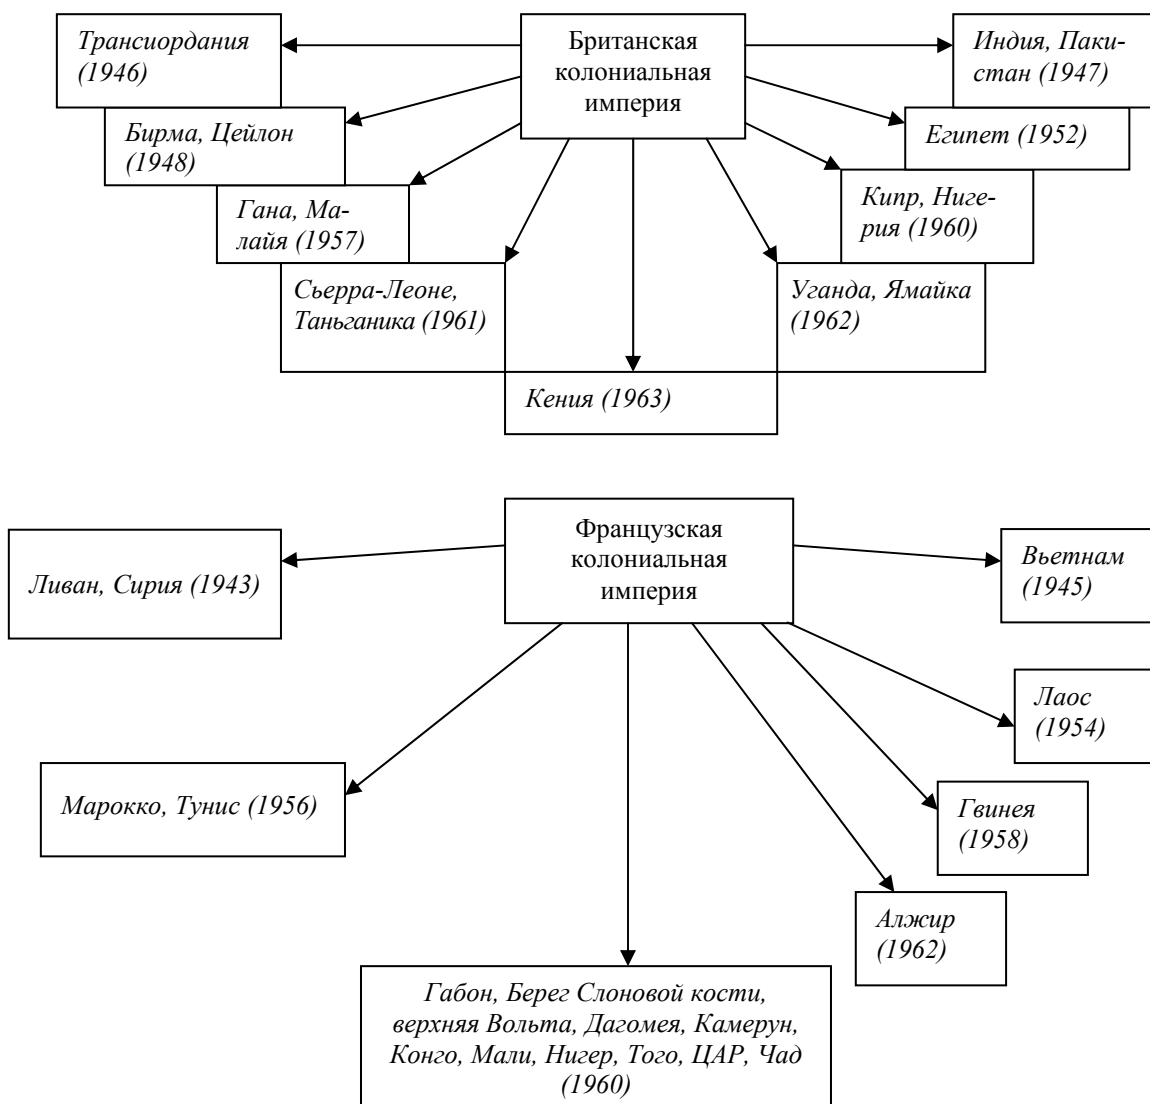 Британская
колониальная
империя
Трансиордания
(1946)
Индия, Паки-
стан (1947)
Бирма, Цейлон
(1948)
Египет (1952)
Гана, Ма-
лайя (1957)
Кипр, Ниге-
рия (1960)
Сьерра-Леоне,
Таньганика (1961)
Уганда, Ямайка
(1962)
Кения (1963)
Французская
колониальная
империя
Ливан, Сирия (1943)
Вьетнам
(1945)
Лаос
(1954)
Марокко, Тунис (1956)
Гвинея
(1958)
Алжир
(1962)
Габон, Берег Слоновой кости,
верхняя Вольта, Дагомея, Камерун,
Конго, Мали, Нигер, Того, ЦАР, Чад
(1960)